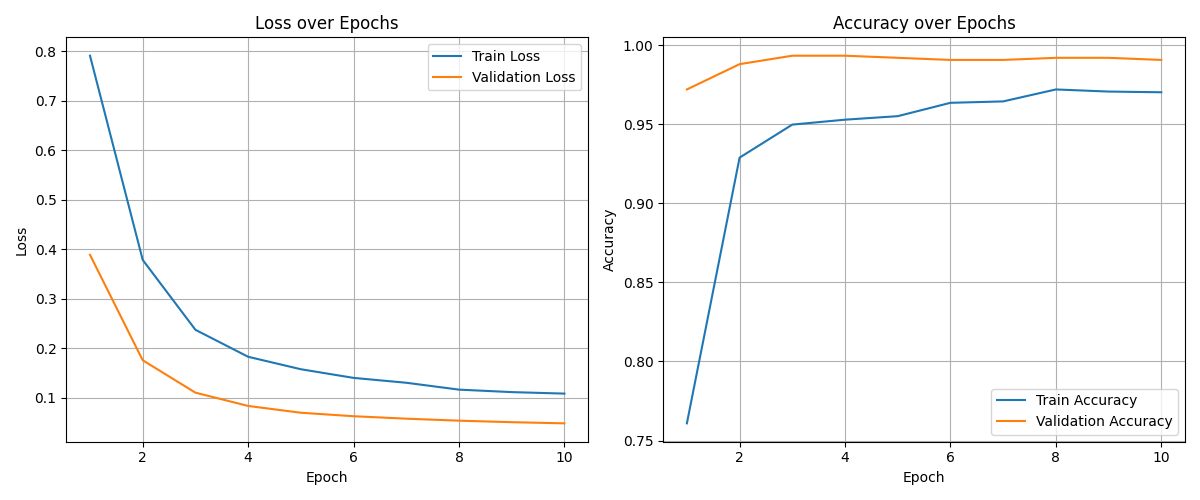 Loss over Epochs
Train Loss
Validation Loss
0.8
0.7
0.6
0.5
0.4
0.3
0.2
0.1
Loss
2
4
6
8
10
Epoch
Accuracy over Epochs
1.00
0.95
0.90
0.85
0.80
0.75
Accuracy
Train Accuracy
Validation Accuracy
2
4
6
8
10
Epoch